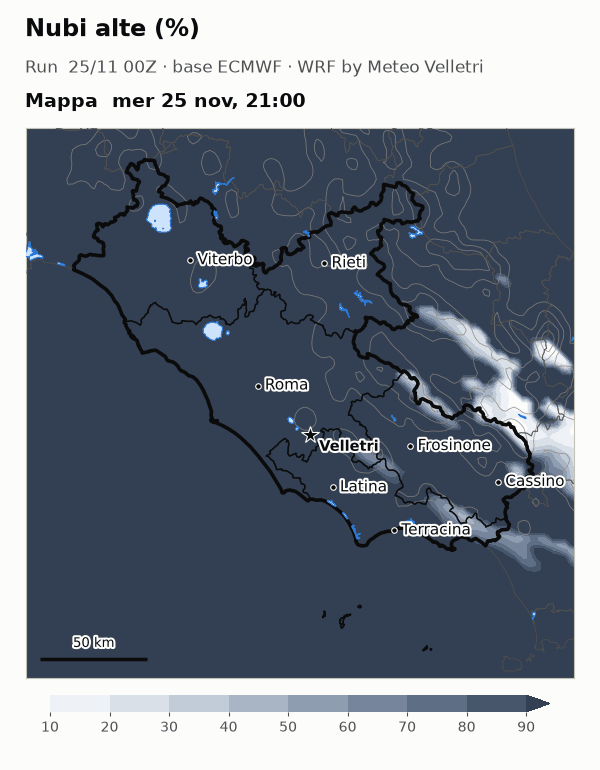 Nubi alte (%)
Run  25/11 00Z · base ECMWF · WRF by Meteo Velletri
Mappa  mer 25 nov, 21:00
Viterbo
Rieti
Roma
Velletri
Frosinone
Latina
Cassino
Terracina
50 km
10 20 30 40 50 60 70 80 90